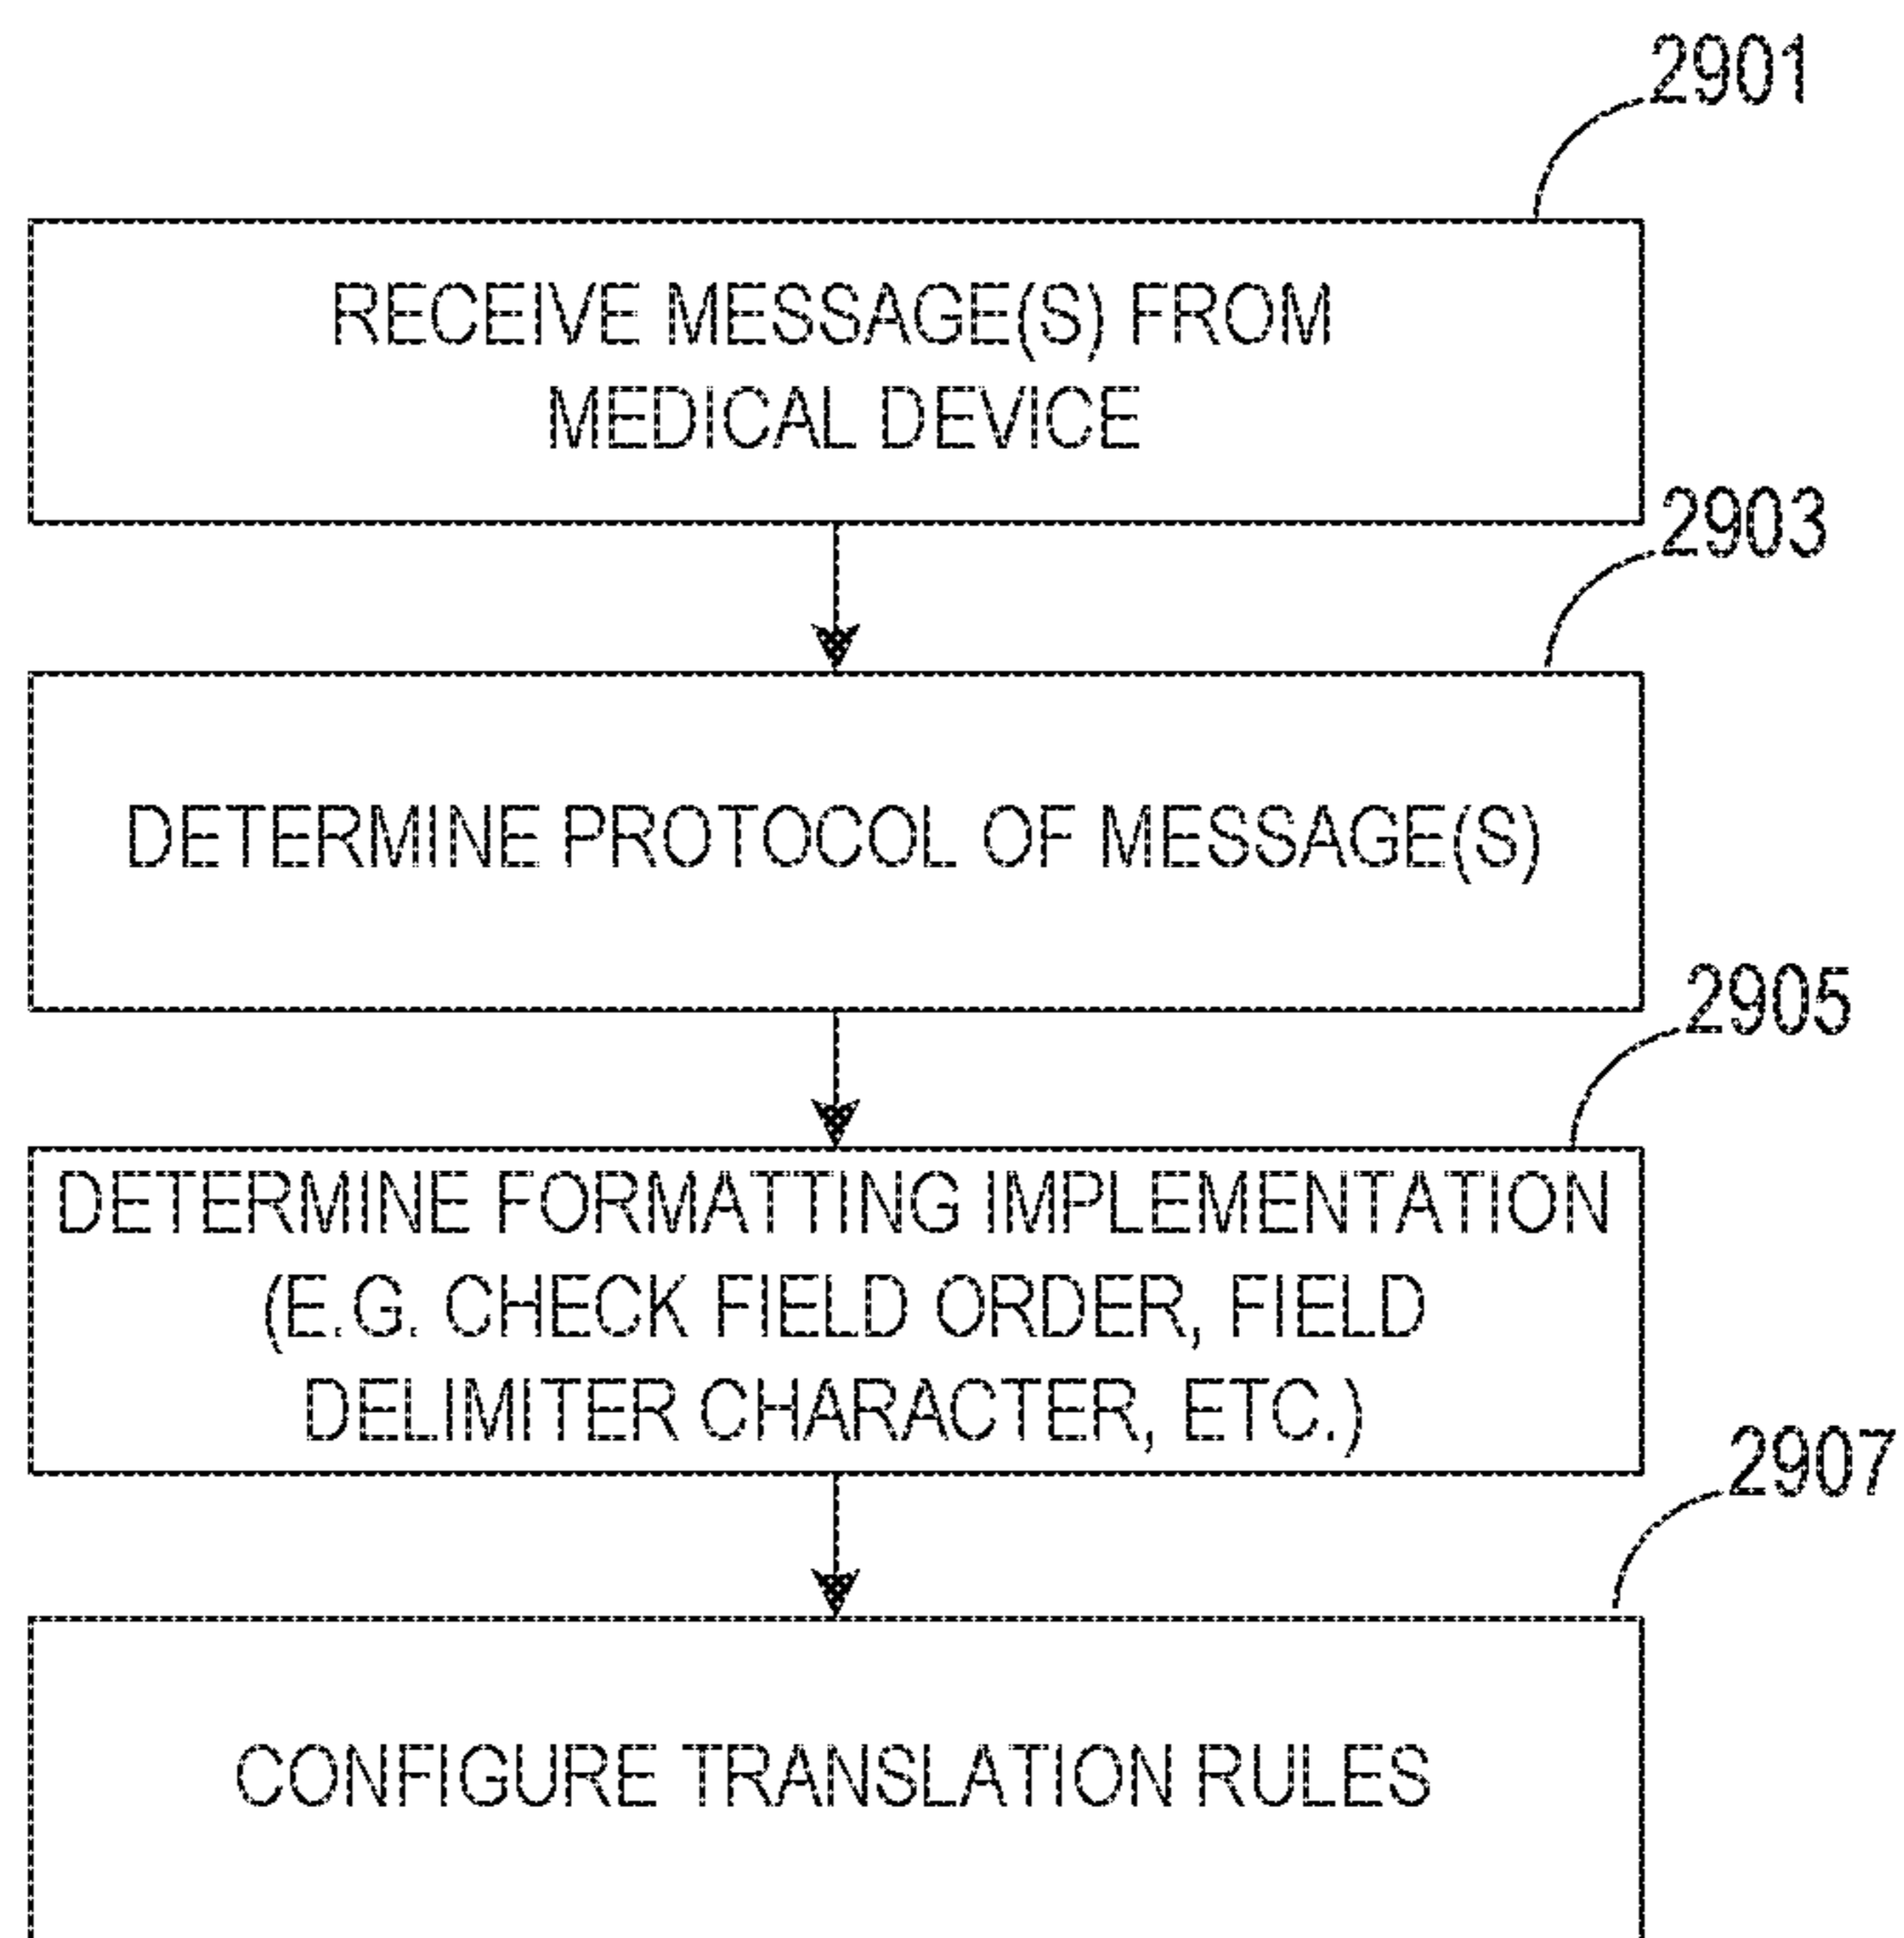 2901
RECEIVE MESSAGE(S) FROM
MEDICAL DEVICE
2903
DETERMINE PROTOCOL OF MESSAGE(S)
2905
DETERMINE FORMATTING IMPLEMENTATION
(E.G. CHECK FIELD ORDER, FIELD
DELIMITER CHARACTER, ETC.)
2907
CONFIGURE TRANSLATION RULES